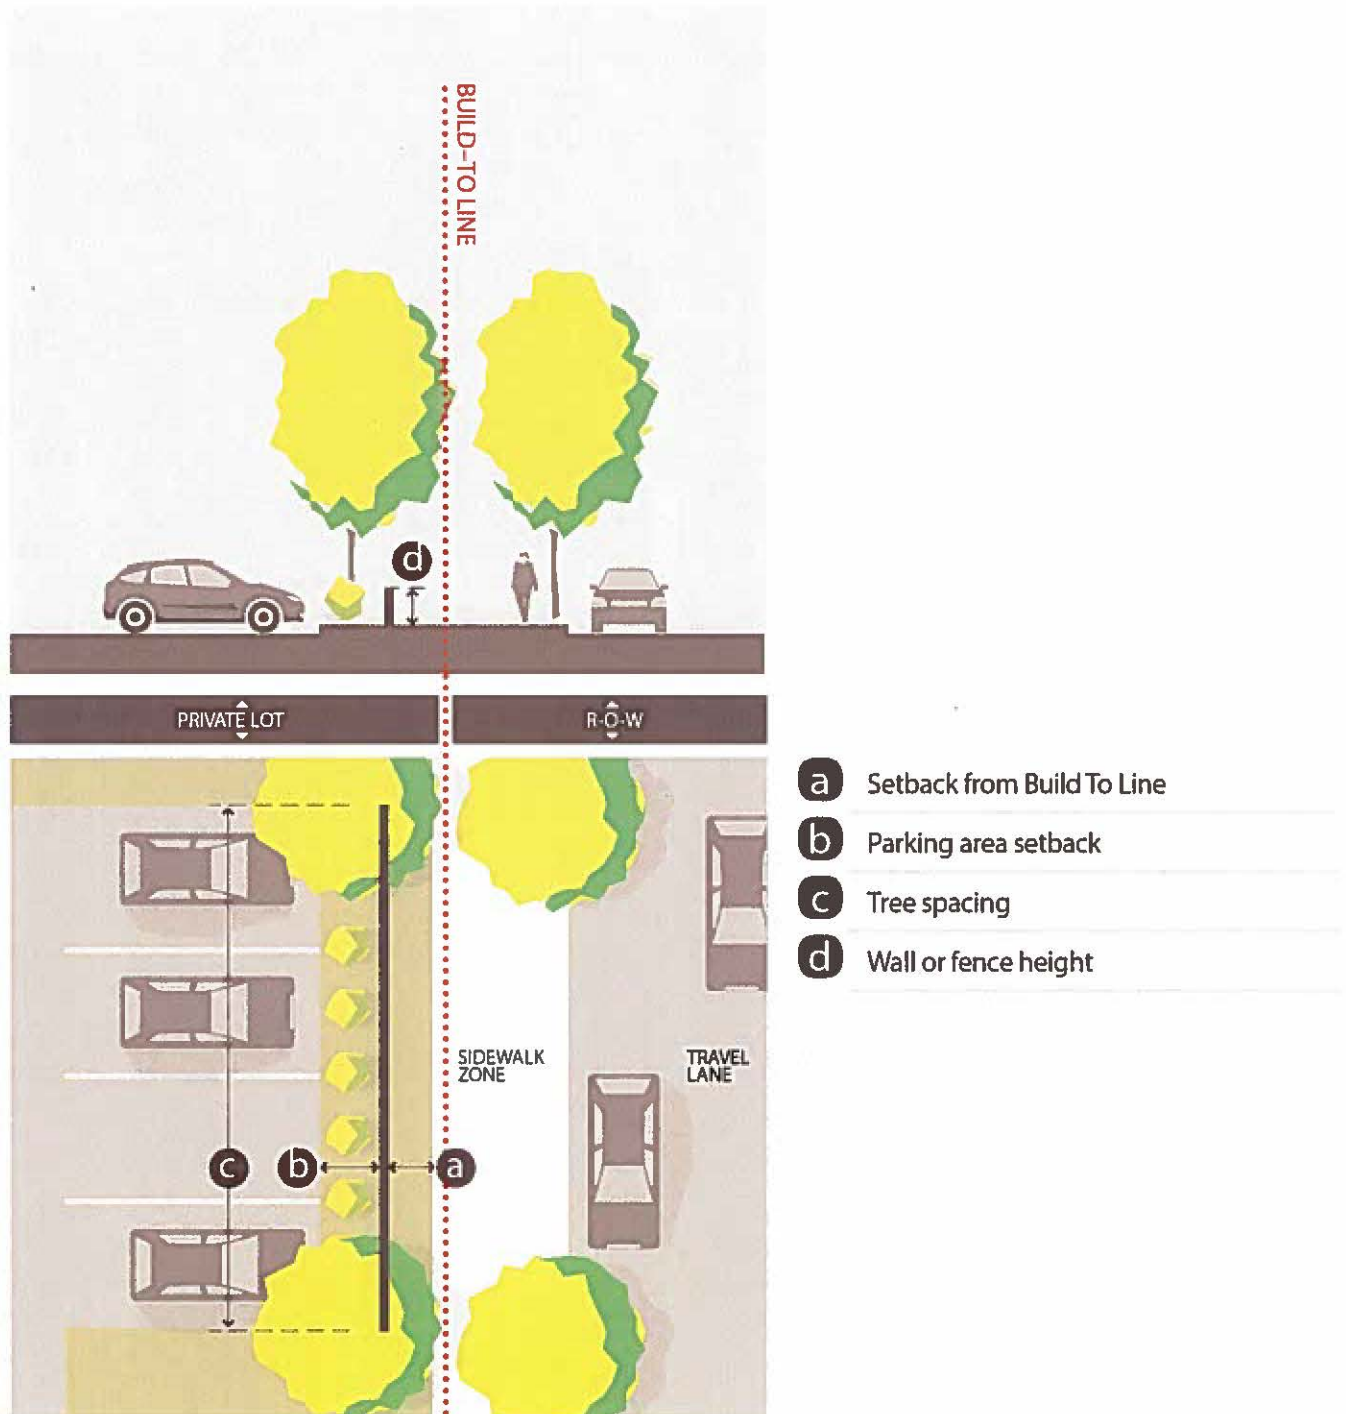 BUILD-TO LINE
d
PRIVATE LOT
R-O-W
a Setback from Build To Line
b Parking area setback
c Tree spacing
d Wall or fence height
SIDEWALK
ZONE
TRAVEL
LANE
c
b
a